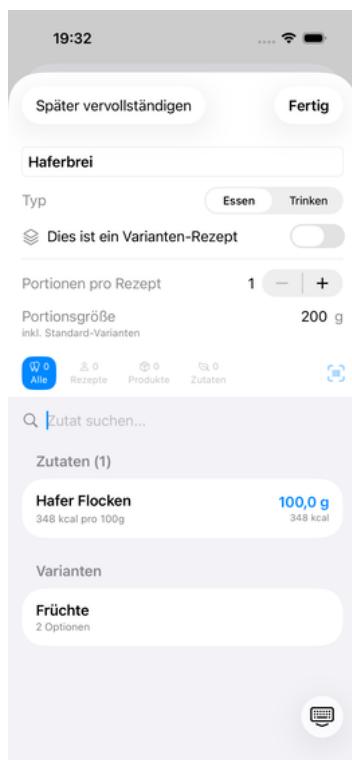 19:32
Später vervollständigen Fertig
Haferbrei
Typ Essen Trinken
Dies ist ein Varianten-Rezept
Portionen pro Rezept 1 − +
Portionsgröße 200 g
inkl. Standard-Varianten
0 0 0 0
Alle Rezepte Produkte Zutaten
Zutat suchen...
Zutaten (1)
Hafer Flocken 100,0 g
348 kcal pro 100g 348 kcal
Varianten
Früchte
2 Optionen